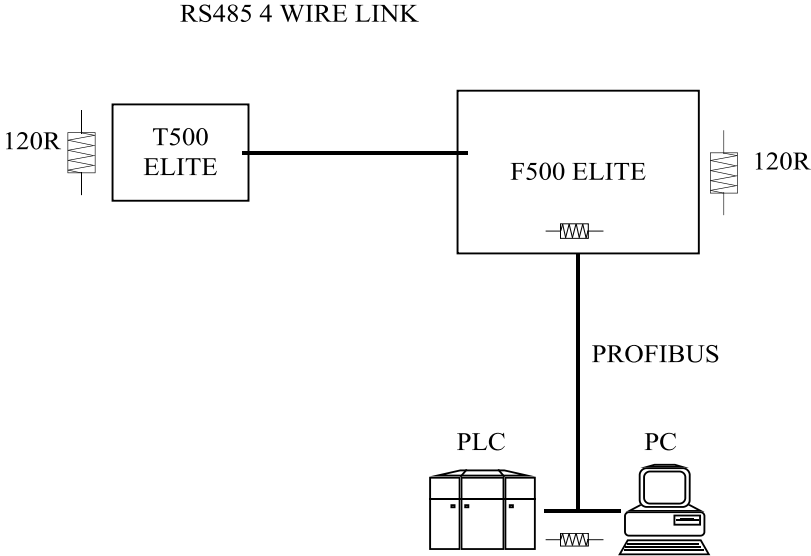 RS485 4 WIRE LINK
120R
T500
ELITE
F500 ELITE
120R
PROFIBUS
PLC
PC